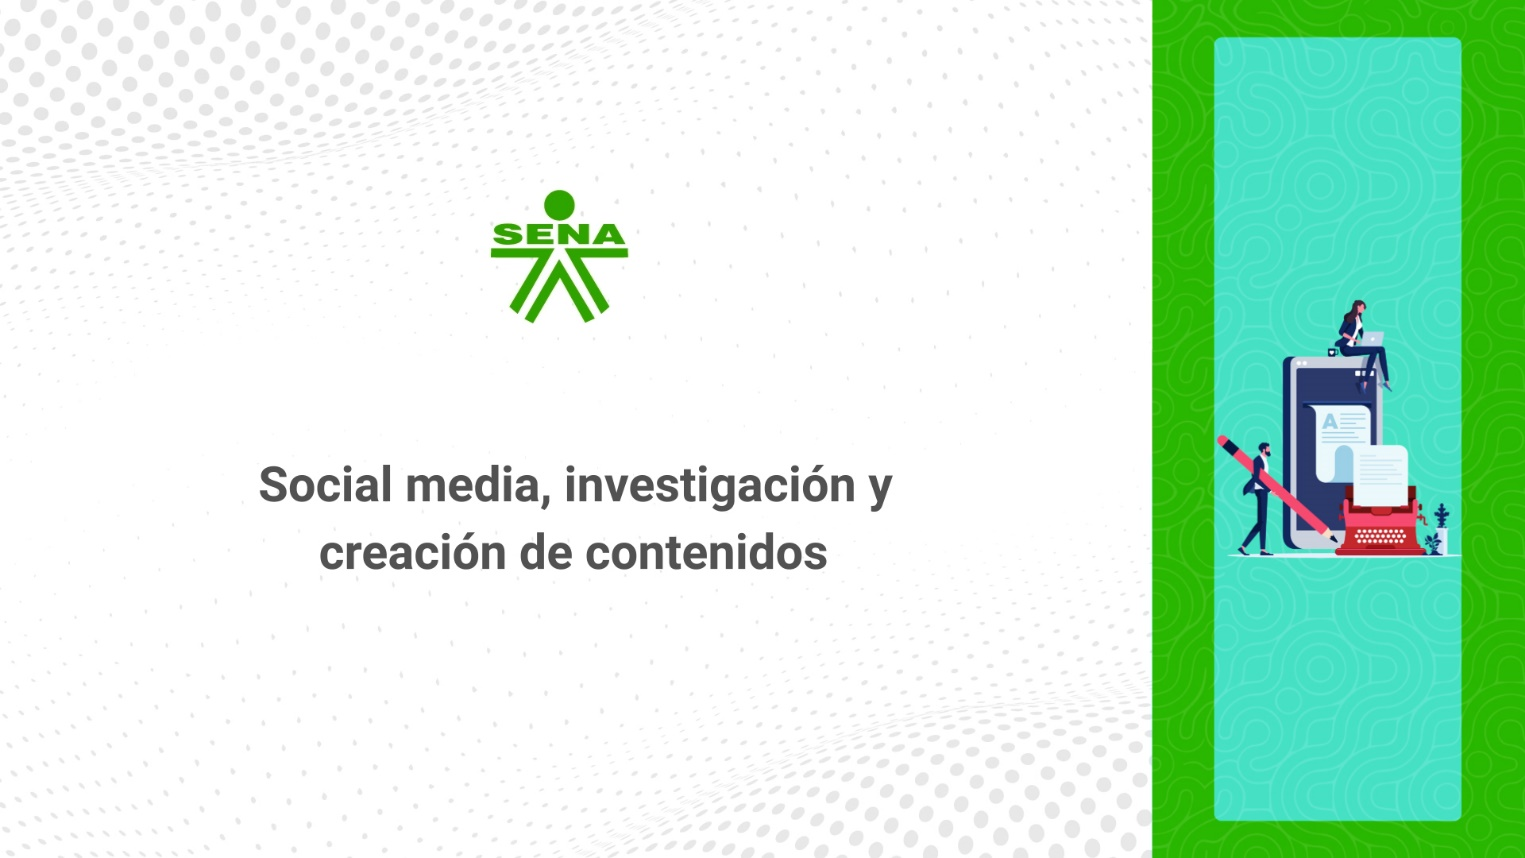 SENA
Social media, investigación y
creación de contenidos
A